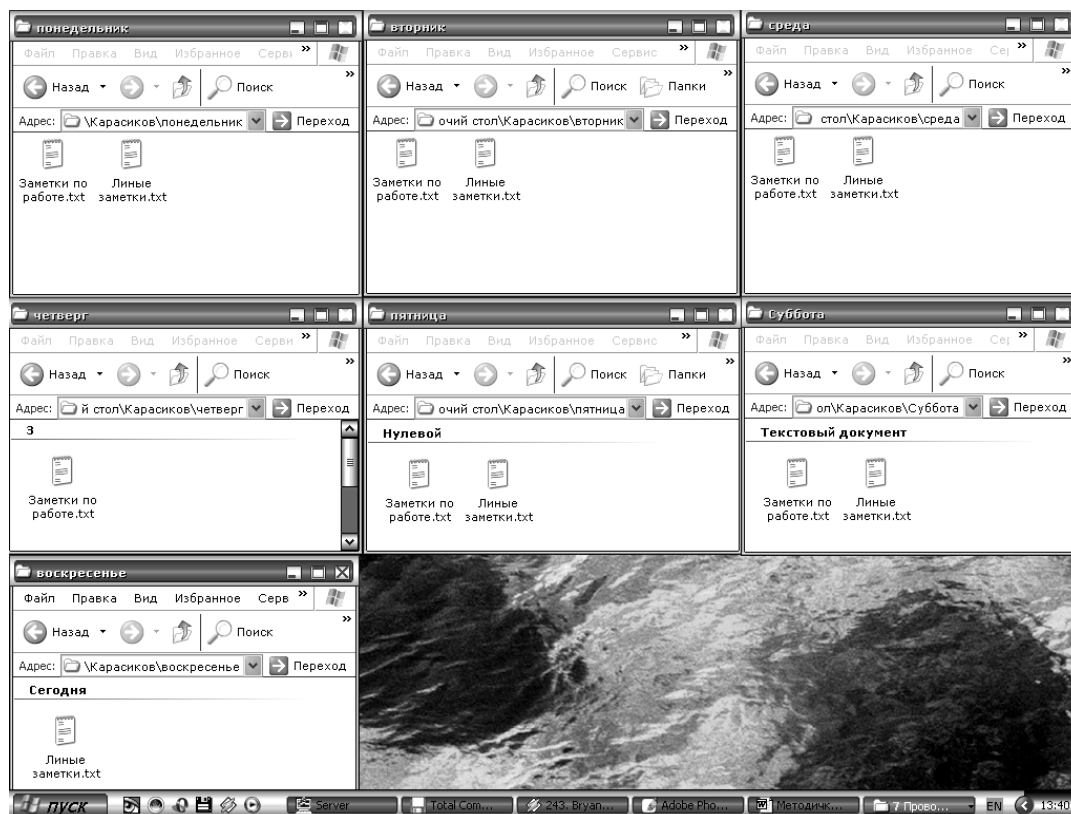 понедельник
Файл Правка Вид Избранное Серви »
Назад Поиск »
Адрес: \Карасиков\понедельник Переход
Заметки по
работе.txt
Линые
заметки.txt
вторник
Файл Правка Вид Избранное Сервис »
Назад Поиск Папки »
Адрес: очий стол\Карасиков\вторник Переход
Заметки по
работе.txt
Линые
заметки.txt
среда
Файл Правка Вид Избранное Сер »
Назад Поиск »
Адрес: стол\Карасиков\среда Переход
Заметки по
работе.txt
Линые
заметки.txt
четверг
Файл Правка Вид Избранное Серви »
Назад Поиск »
Адрес: й стол\Карасиков\четверг Переход
З
Заметки по
работе.txt
пятница
Файл Правка Вид Избранное Сервис »
Назад Поиск Папки »
Адрес: очий стол\Карасиков\пятница Переход
Нулевой
Заметки по
работе.txt
Линые
заметки.txt
Суббота
Файл Правка Вид Избранное Сер »
Назад Поиск »
Адрес: ол\Карасиков\Суббота Переход
Текстовый документ
Заметки по
работе.txt
Линые
заметки.txt
воскресенье
Файл Правка Вид Избранное Серв »
Назад Поиск »
Адрес: \Карасиков\воскресенье Переход
Сегодня
Линые
заметки.txt
пуск Server Total Com... 243. Bryan... Adobe Pho... Методичк... 7 Прово... EN 13:40